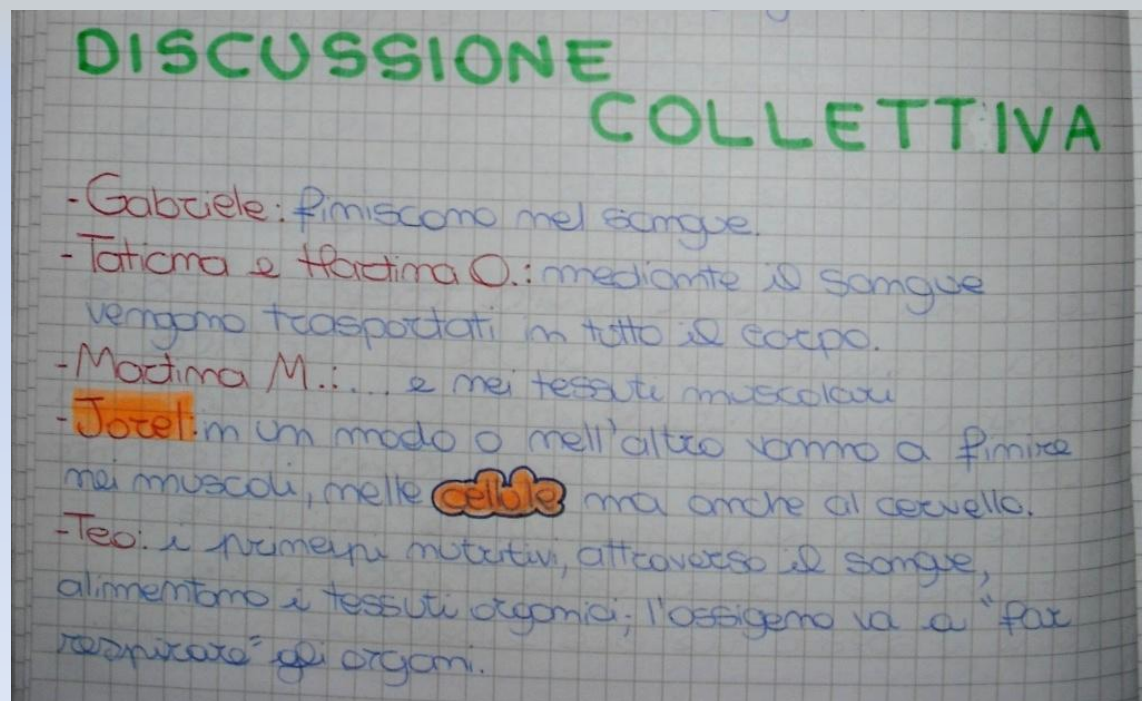 DISCUSSIONE
COLLETTIVA
-Gabriele: finiscono nel sangue.
-Taticna e Martina O.: mediante il sangue
vengono trasportati in tutto il corpo.
-Martina M.:... e nei tessuti muscolari
-Jorel: in un modo o nell'altro vanno a finire
nei muscoli, nelle cellule ma anche al cervello.
-Teo: i principi nutritivi, attraverso il sangue,
alimentano i tessuti organici; l'ossigeno va a "far
respirare" gli organi.